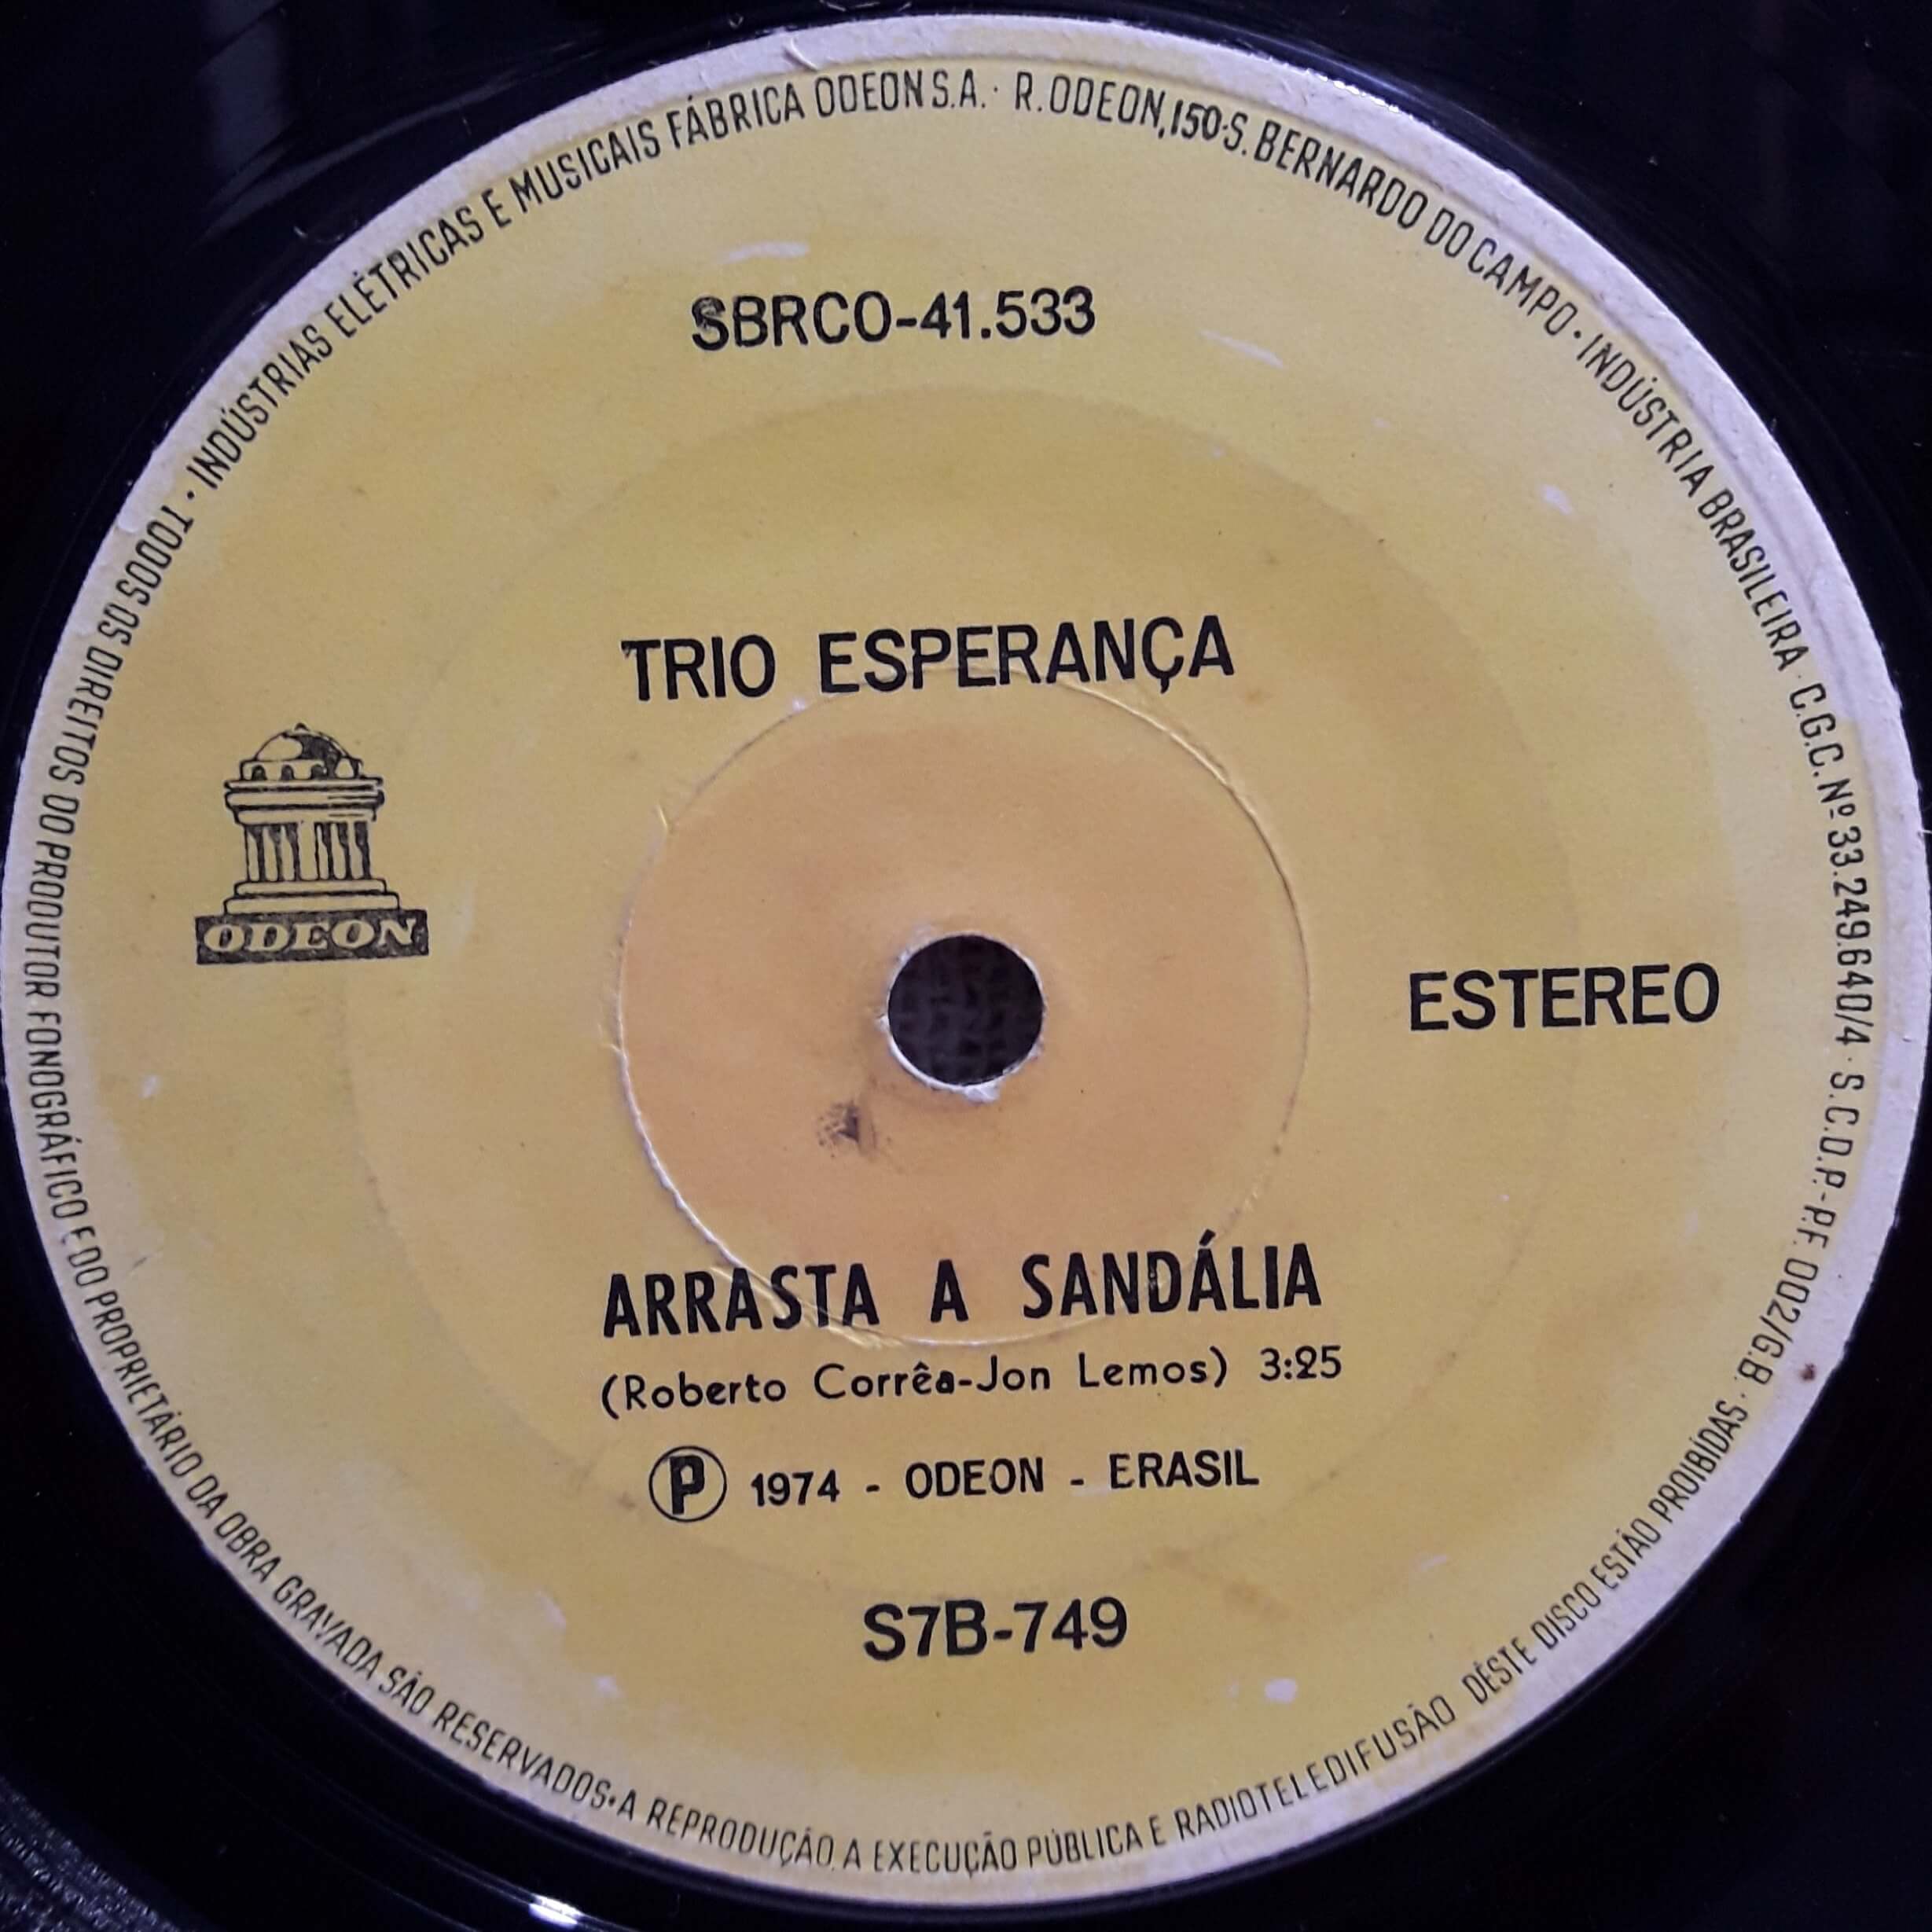 INDÚSTRIAS ELÉTRICAS E MUSICAIS FÁBRICA ODEON S.A. · R. ODEON, 150-S. BERNARDO DO CAMPO · INDÚSTRIA BRASILEIRA · C.G.C. Nº 33.249.640/4 · S.C.D.P.-P.F. 002/G.B. ·
TODOS OS DIREITOS DO PRODUTOR FONOGRÁFICO E DO PROPRIETÁRIO DA OBRA GRAVADA SÃO RESERVADOS · A REPRODUÇÃO, A EXECUÇÃO PÚBLICA E RADIOTELEDIFUSÃO DÊSTE DISCO ESTÃO PROIBIDAS ·
SBRCO-41.533
TRIO ESPERANÇA
ODEON
ESTEREO
ARRASTA A SANDÁLIA
(Roberto Corrêa-Jon Lemos) 3:25
Ⓟ 1974 - ODEON - ERASIL
S7B-749